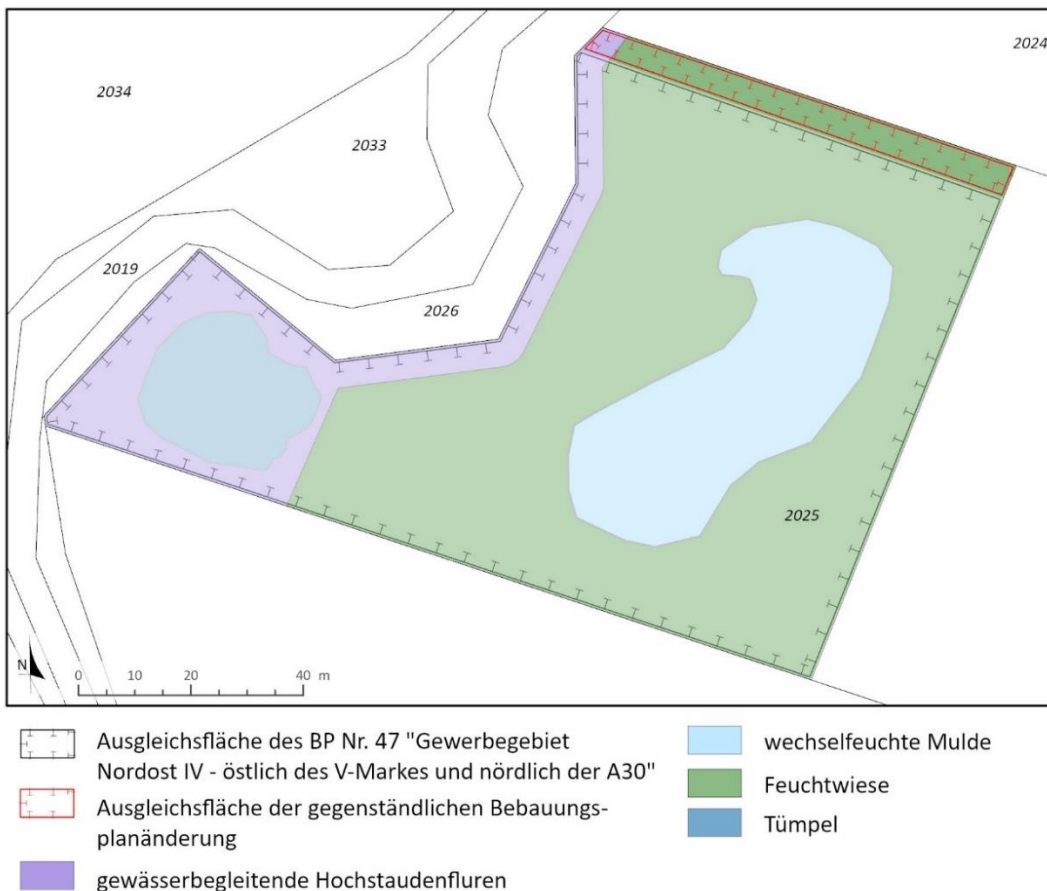 2024
2034
2033
2019
2026
2025
N
0 10 20 40 m
Ausgleichsfläche des BP Nr. 47 "Gewerbegebiet
Nordost IV - östlich des V-Markes und nördlich der A30"
Ausgleichsfläche der gegenständlichen Bebauungs-
planänderung
gewässerbegleitende Hochstaudenfluren
wechselfeuchte Mulde
Feuchtwiese
Tümpel